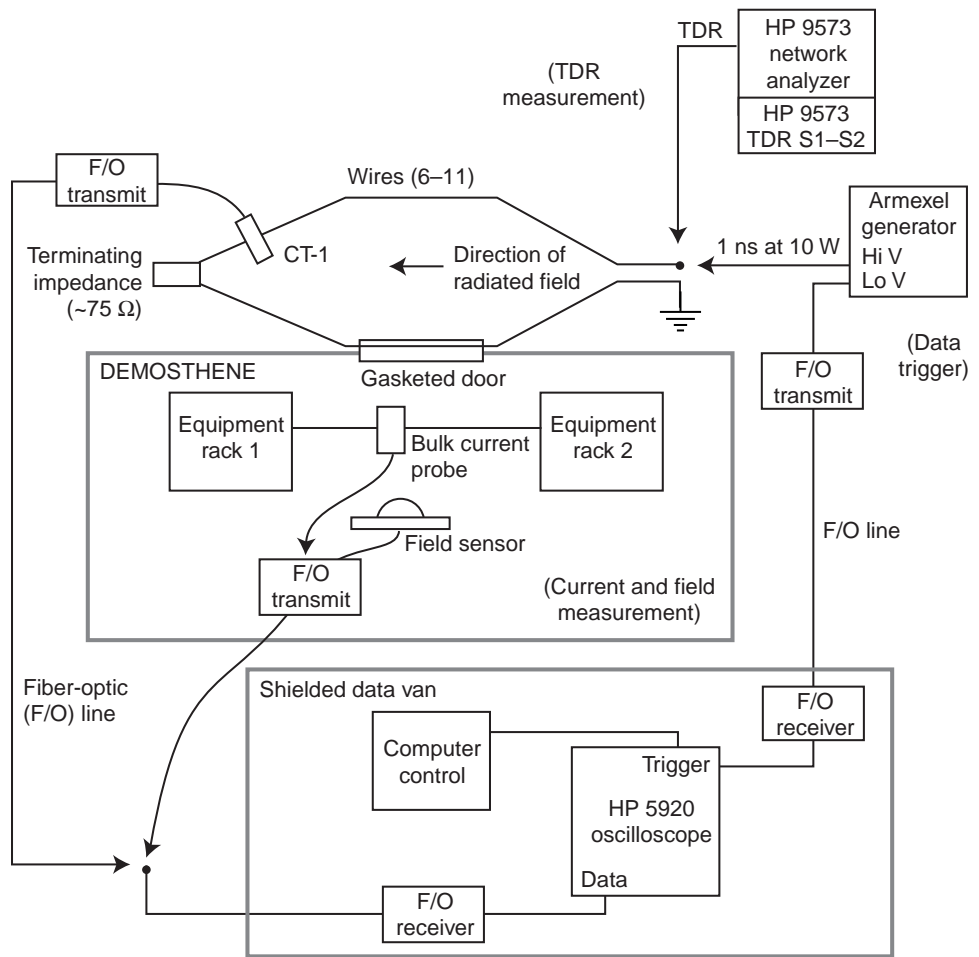 TDR
HP 9573
network
analyzer
HP 9573
TDR S1–S2
(TDR
measurement)
F/O
transmit
Wires (6–11)
Armexel
generator
Hi V
Lo V
CT-1
Terminating
impedance
(~75 Ω)
Direction of
radiated field
1 ns at 10 W
(Data
trigger)
DEMOSTHENE
Gasketed door
F/O
transmit
Equipment
rack 1
Bulk current
probe
Equipment
rack 2
Field sensor
F/O line
F/O
transmit
(Current and field
measurement)
Fiber-optic
(F/O) line
Shielded data van
F/O
receiver
Computer
control
Trigger
HP 5920
oscilloscope
Data
F/O
receiver